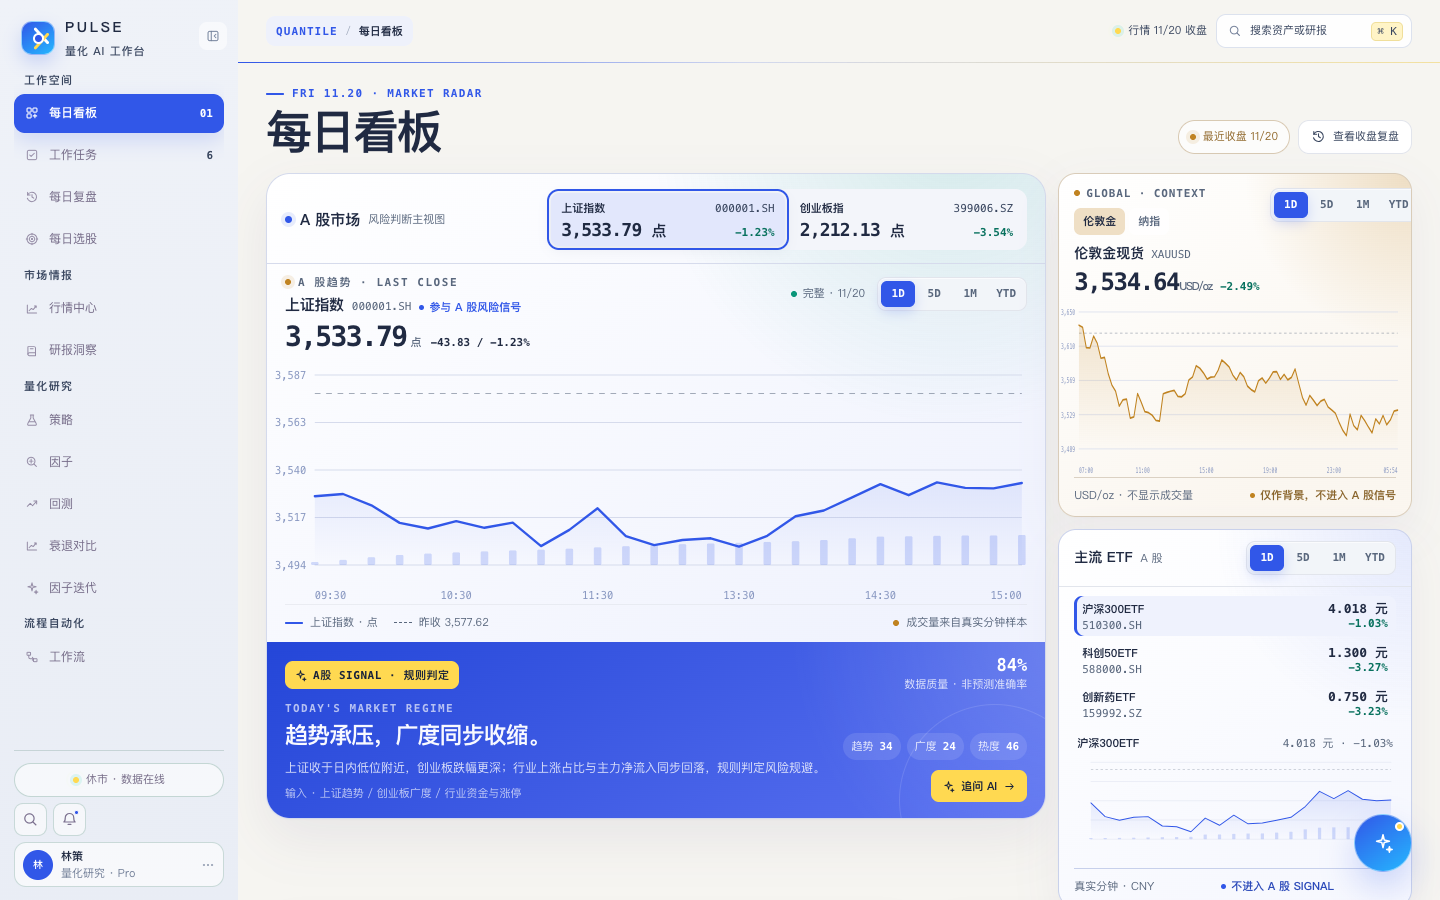 PULSE
量化 AI 工作台
工作空间
每日看板 01
工作任务 6
每日复盘
每日选股
市场情报
行情中心
研报洞察
量化研究
策略
因子
回测
衰退对比
因子迭代
流程自动化
工作流
休市 · 数据在线
林
林策
量化研究 · Pro
QUANTILE / 每日看板
行情 11/20 收盘
搜索资产或研报
⌘ K
FRI 11.20 · MARKET RADAR
每日看板
最近收盘 11/20
查看收盘复盘
A 股市场 风险判断主视图
上证指数 000001.SH
3,533.79 点 −1.23%
创业板指 399006.SZ
2,212.13 点 −3.54%
A 股趋势 · LAST CLOSE
上证指数 000001.SH 参与 A 股风险信号
3,533.79 点 −43.83 / −1.23%
完整 · 11/20
1D 5D 1M YTD
3,587
3,563
3,540
3,517
3,494
09:30 10:30 11:30 13:30 14:30 15:00
上证指数 · 点 昨收 3,577.62
成交量来自真实分钟样本
A股 SIGNAL · 规则判定
84%
数据质量 · 非预测准确率
TODAY'S MARKET REGIME
趋势承压，广度同步收缩。
上证收于日内低位附近，创业板跌幅更深；行业上涨占比与主力净流入同步回落，规则判定风险规避。
输入 · 上证趋势 / 创业板广度 / 行业资金与涨停
趋势 34 广度 24 热度 46
追问 AI →
GLOBAL · CONTEXT
1D 5D 1M YTD
伦敦金 纳指
伦敦金现货 XAUUSD
3,534.64 USD/oz −2.49%
3,650
3,610
3,569
3,529
3,489
07:00 11:00 15:00 19:00 23:00 05:54
USD/oz · 不显示成交量
仅作背景，不进入 A 股信号
主流 ETF A 股
1D 5D 1M YTD
沪深300ETF 4.018 元
510300.SH −1.03%
科创50ETF 1.300 元
588000.SH −3.27%
创新药ETF 0.750 元
159992.SZ −3.23%
沪深300ETF 4.018 元 · −1.03%
真实分钟 · CNY
不进入 A 股 SIGNAL